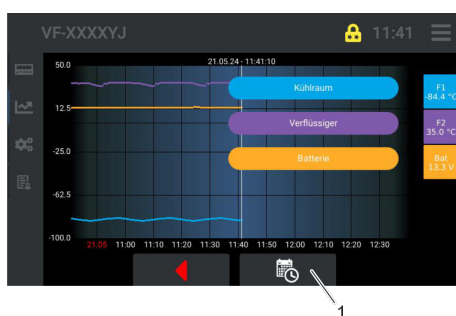 VF-XXXXYJ
11:41
21.05.24 - 11:41:10
50.0
12.5
-25.0
-62.5
-100.0
Kühlraum
Verflüssiger
Batterie
F1
-84.4 °C
F2
35.0 °C
Bat
13.3 V
21.05 11:00 11:10 11:20 11:30 11:40 11:50 12:00 12:10 12:20 12:30
1